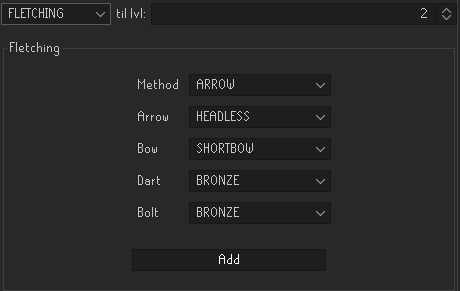 FLETCHING til lvl: 2
Fletching
Method ARROW
Arrow HEADLESS
Bow SHORTBOW
Dart BRONZE
Bolt BRONZE
Add